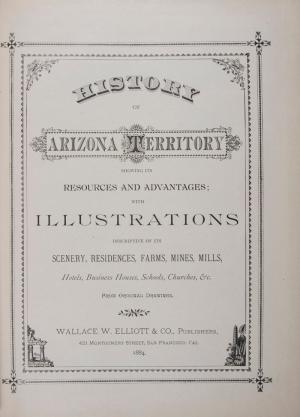 HISTORY
OF
ARIZONA TERRITORY
SHOWING ITS
RESOURCES AND ADVANTAGES;
WITH
ILLUSTRATIONS
DESCRIPTIVE OF ITS
SCENERY, RESIDENCES, FARMS, MINES, MILLS,
Hotels, Business Houses, Schools, Churches, &c.
FROM ORIGINAL DRAWINGS.
WALLACE W. ELLIOTT & CO., PUBLISHERS,
421 MONTGOMERY STREET, SAN FRANCISCO, CAL.
1884.